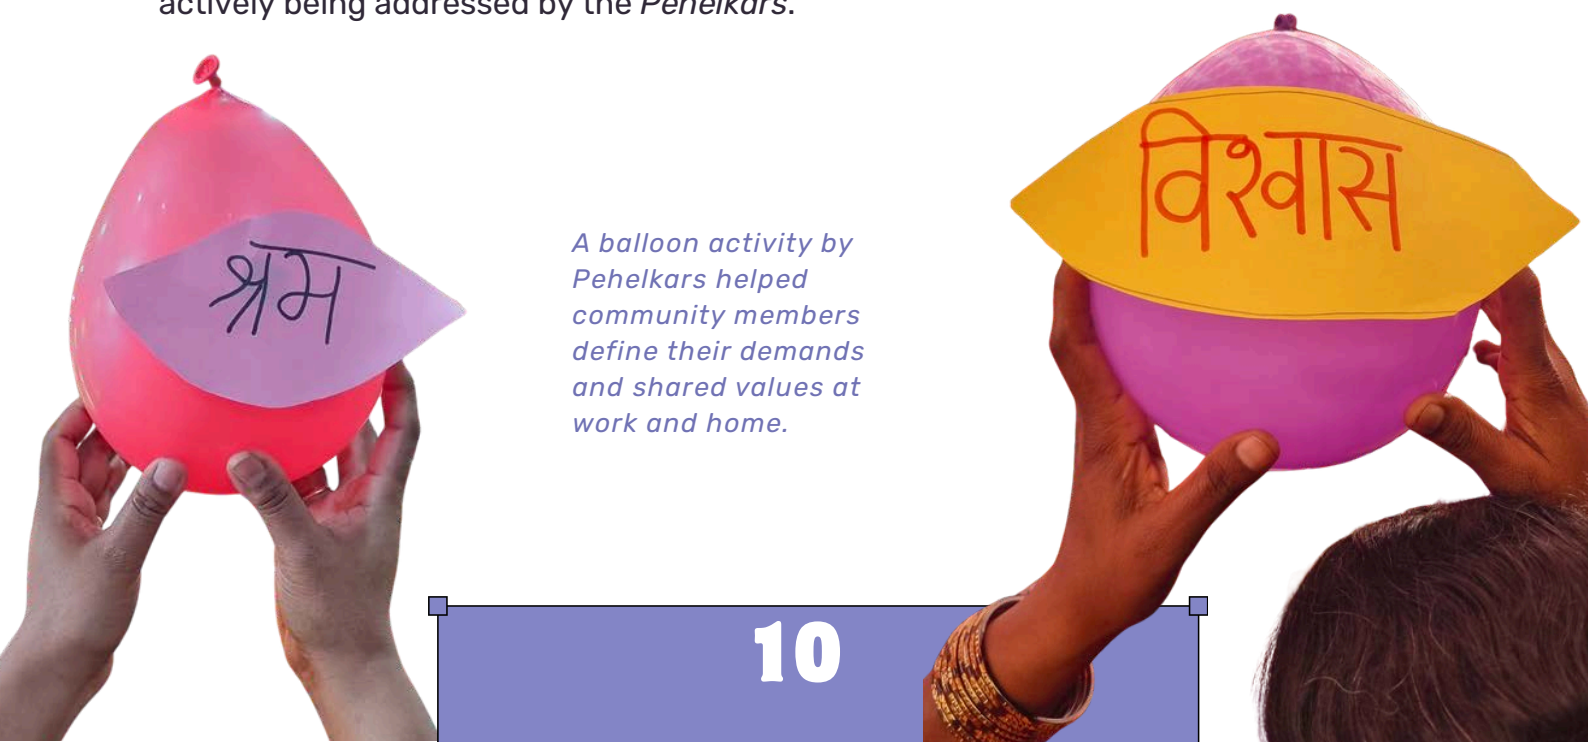 actively being addressed by the Pehelkars.
श्रम
विश्वास
A balloon activity by
Pehelkars helped
community members
define their demands
and shared values at
work and home.
10